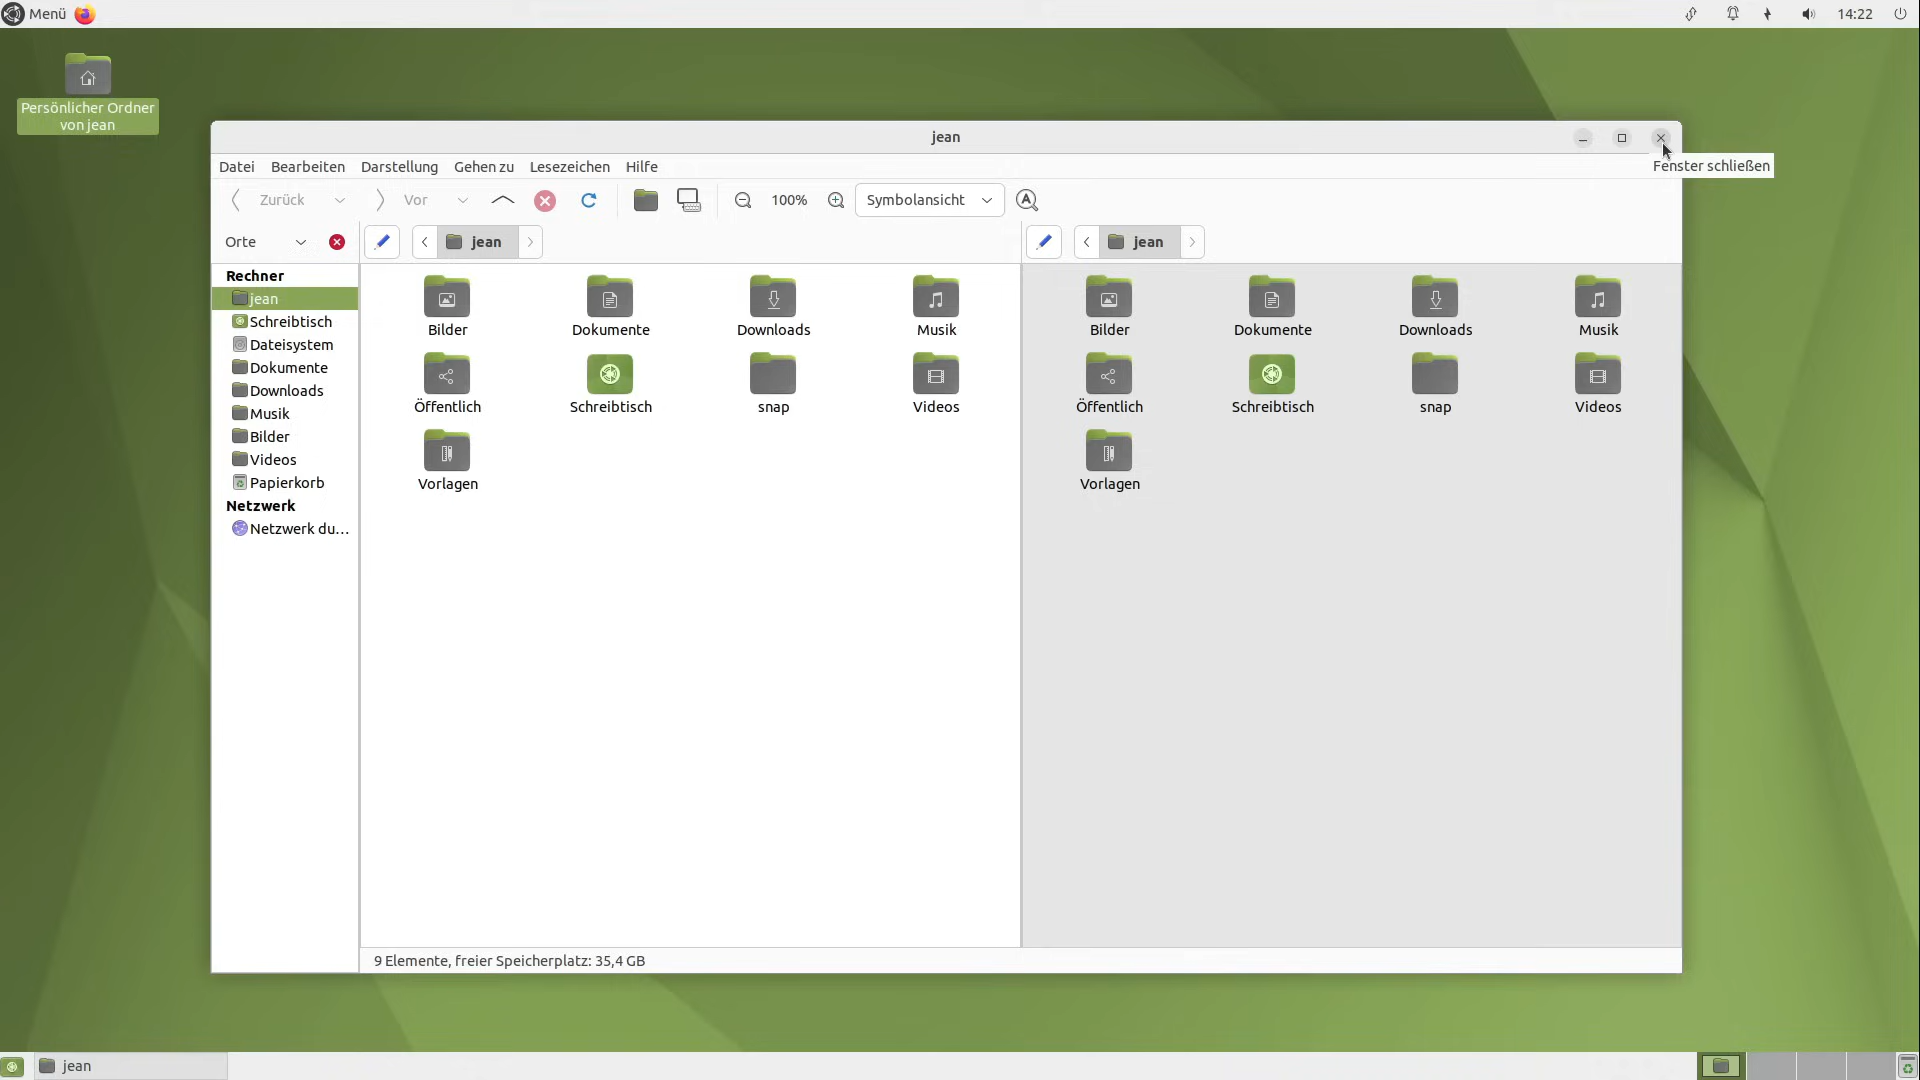 Menü
14:22
Persönlicher Ordner
von jean
jean
Fenster schließen
Datei Bearbeiten Darstellung Gehen zu Lesezeichen Hilfe
Zurück Vor 100% Symbolansicht
Orte jean jean
Rechner
jean
Schreibtisch
Dateisystem
Dokumente
Downloads
Musik
Bilder
Videos
Papierkorb
Netzwerk
Netzwerk du...
Bilder Dokumente Downloads Musik
Öffentlich Schreibtisch snap Videos
Vorlagen
Bilder Dokumente Downloads Musik
Öffentlich Schreibtisch snap Videos
Vorlagen
9 Elemente, freier Speicherplatz: 35,4 GB
jean